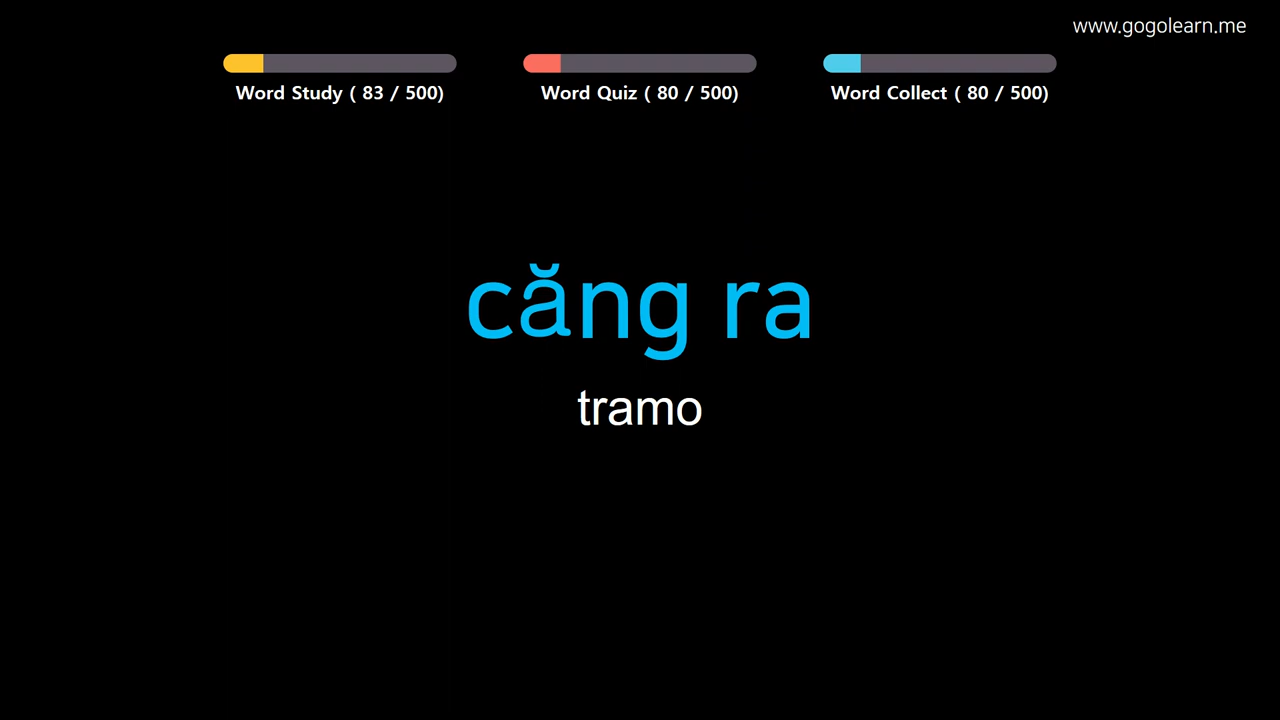 www.gogolearn.me
Word Study ( 83 / 500)
Word Quiz ( 80 / 500)
Word Collect ( 80 / 500)
căng ra
tramo